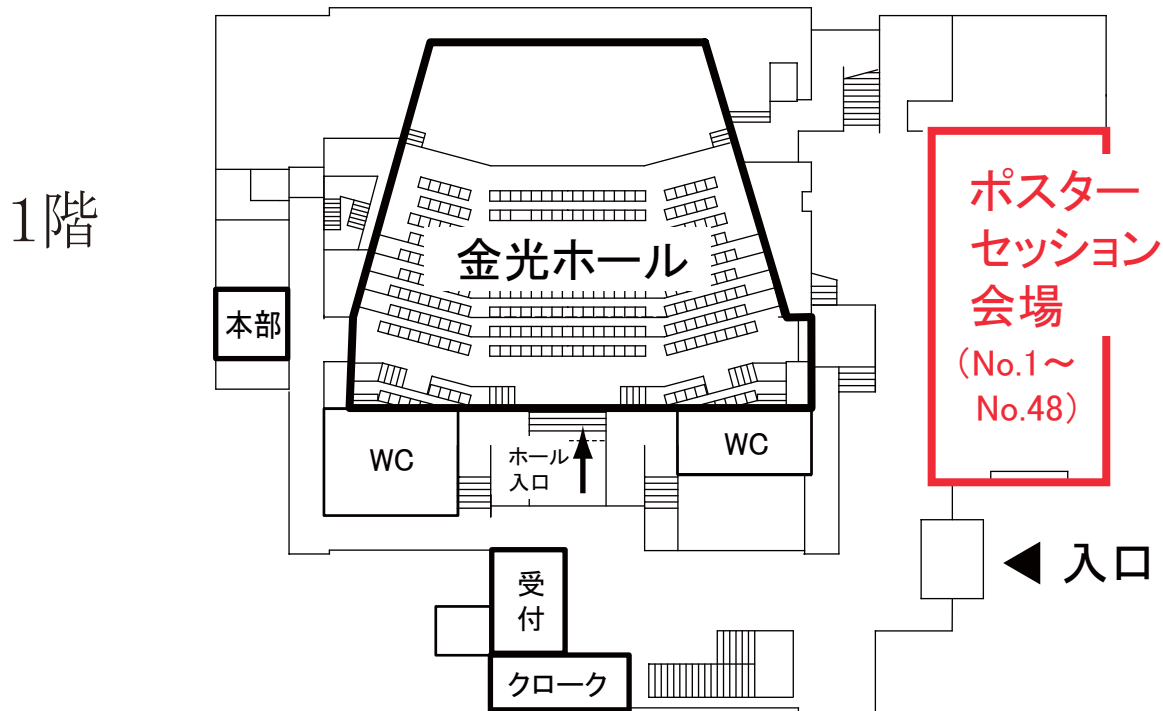 1階
金光ホール
ポスター
セッション
会場
（No.1～
No.48）
本部
WC
ホール
入口
WC
入口
受
付
クローク